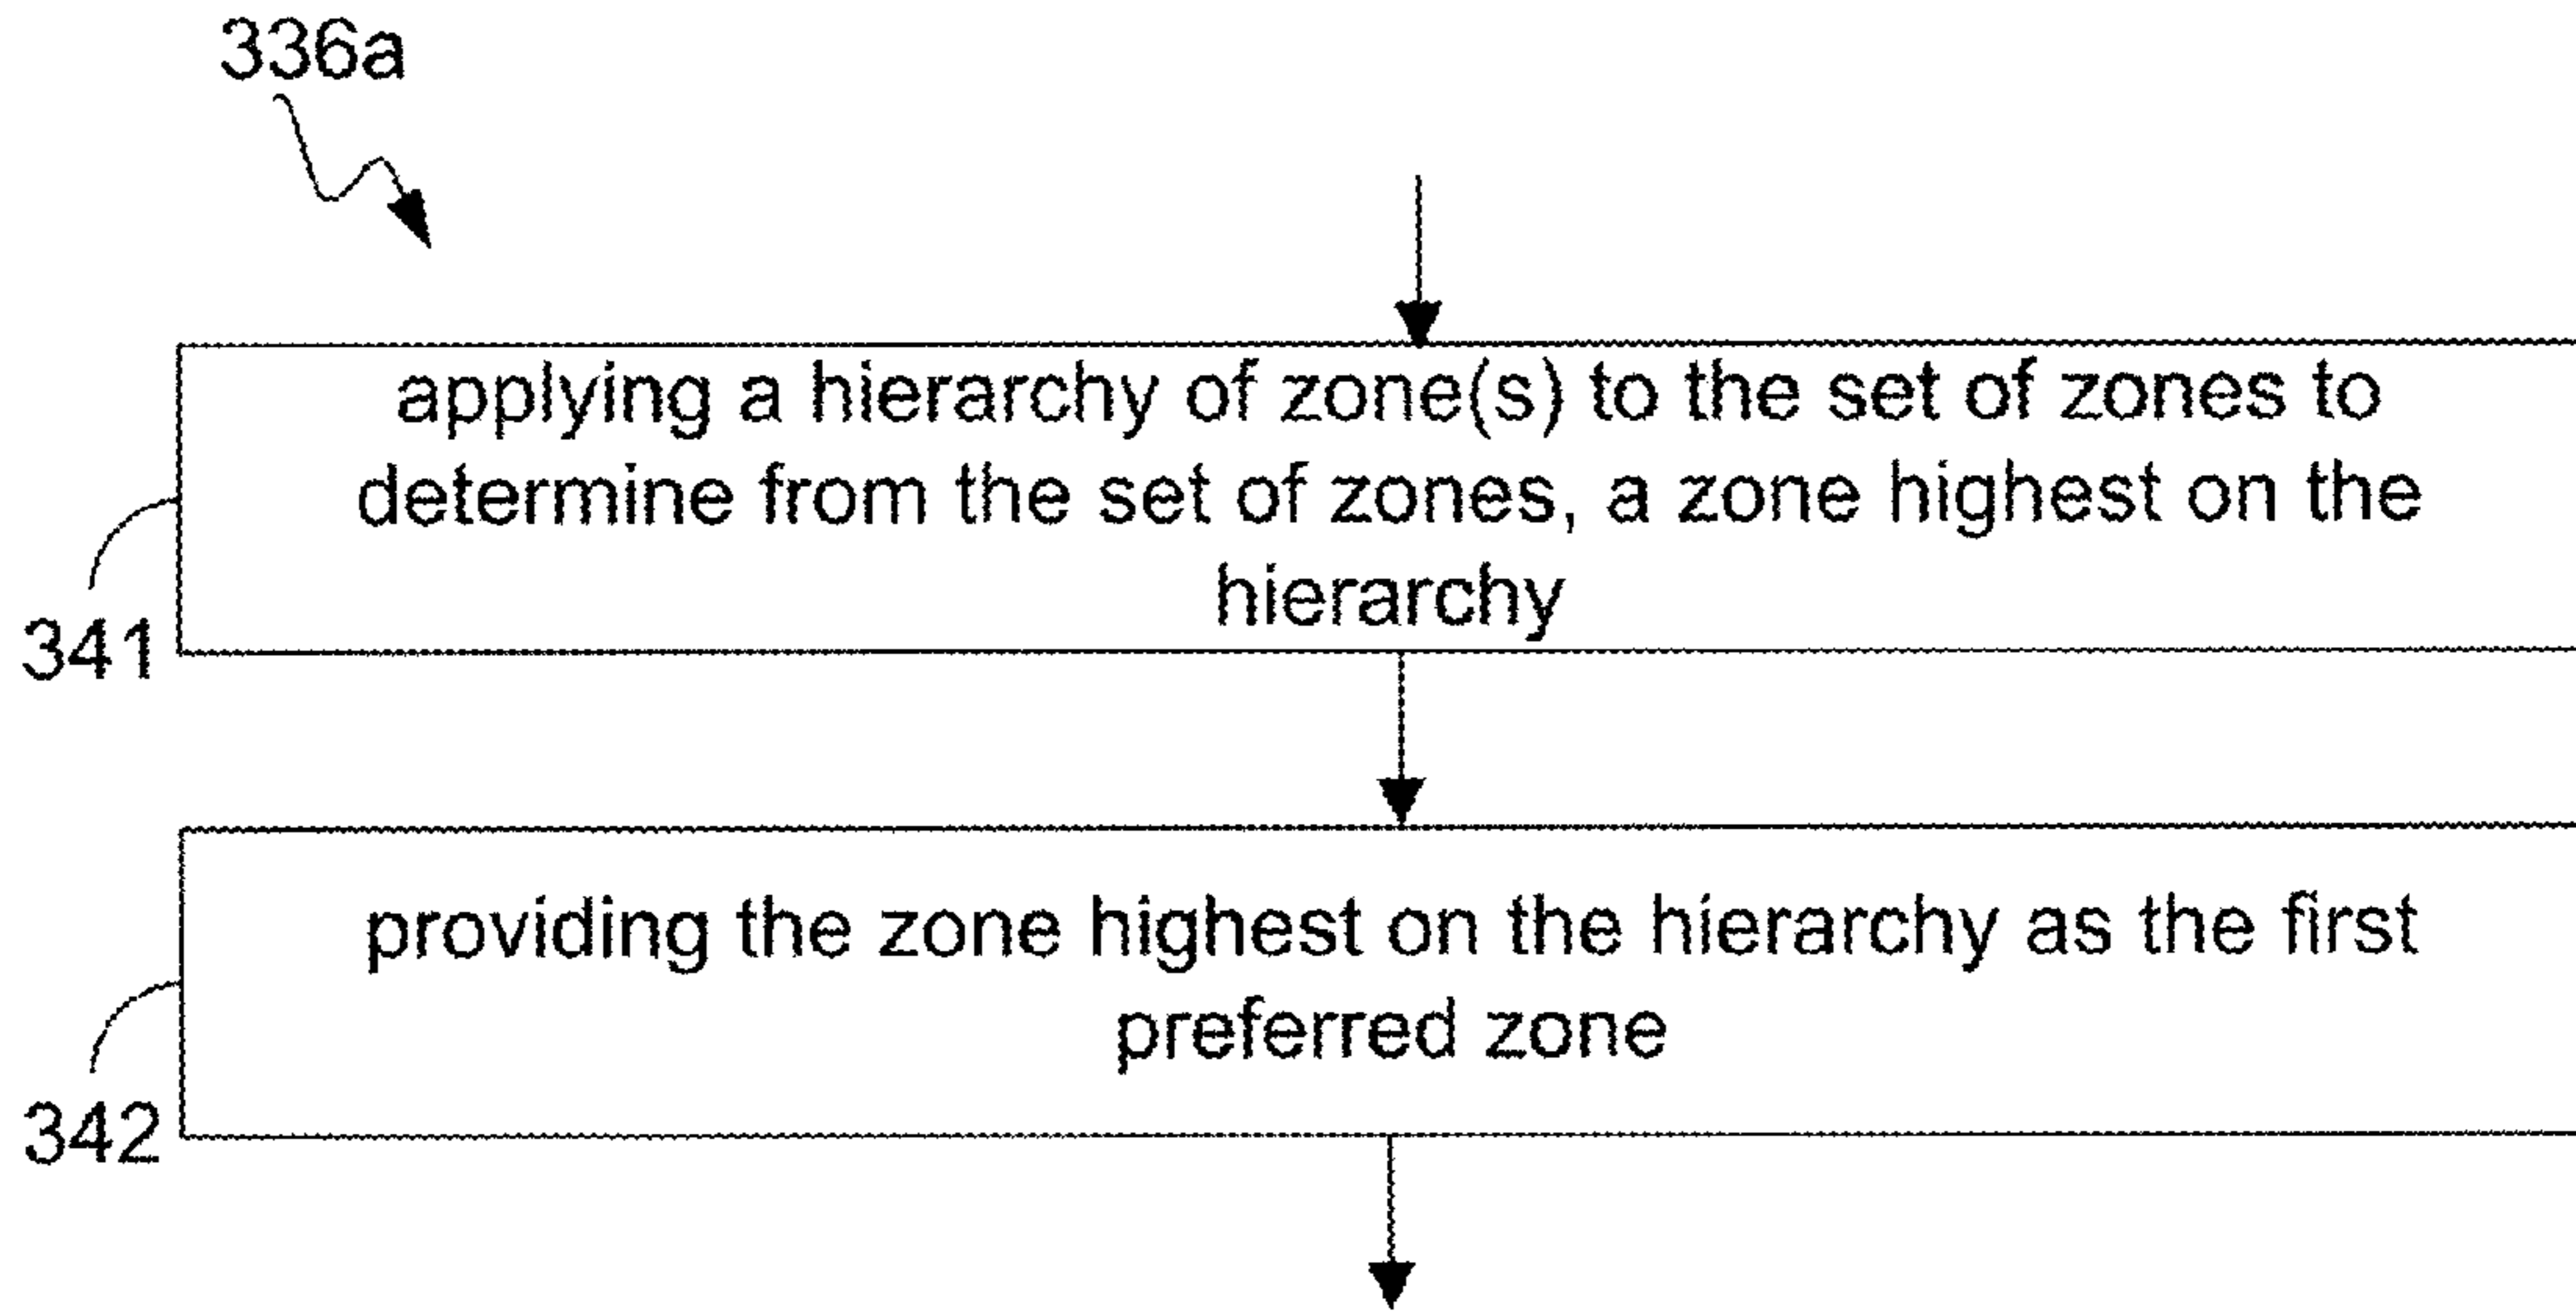 336a
applying a hierarchy of zone(s) to the set of zones to
determine from the set of zones, a zone highest on the
hierarchy
341
providing the zone highest on the hierarchy as the first
preferred zone
342